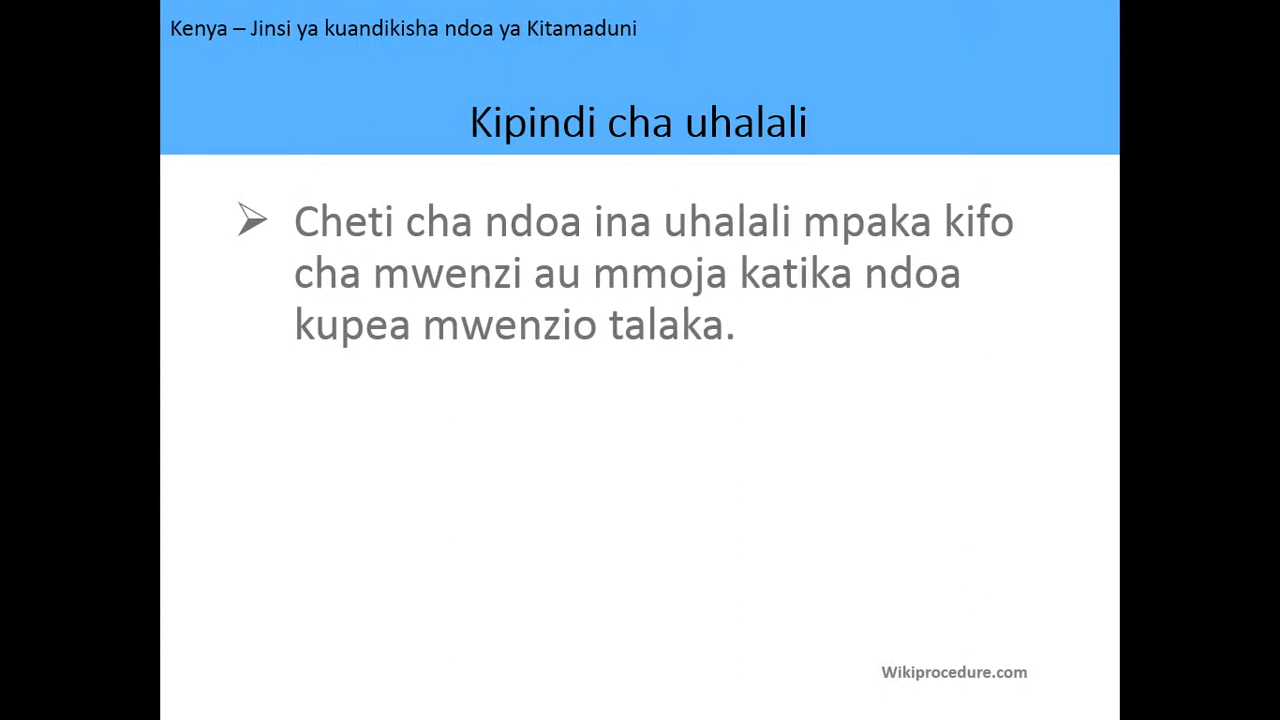 Kenya – Jinsi ya kuandikisha ndoa ya Kitamaduni
Kipindi cha uhalali
➢ Cheti cha ndoa ina uhalali mpaka kifo
cha mwenzi au mmoja katika ndoa
kupea mwenzio talaka.
Wikiprocedure.com